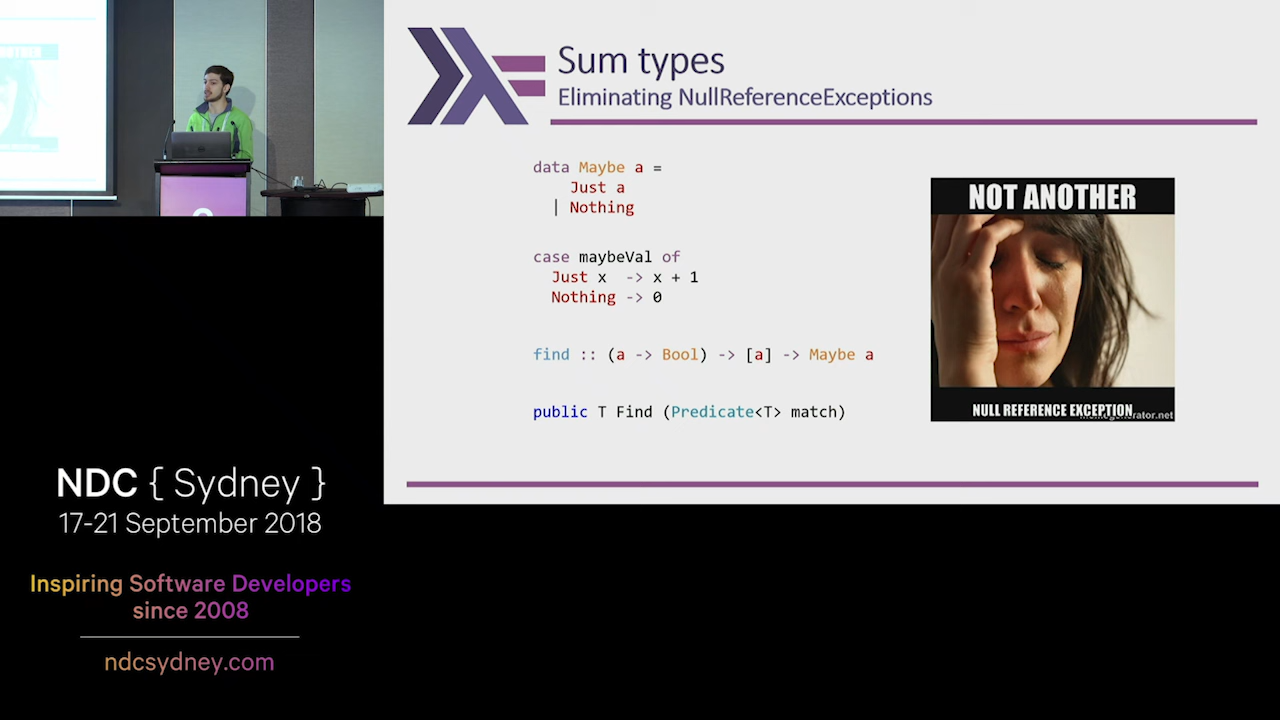 Sum types
Eliminating NullReferenceExceptions
data Maybe a =
Just a
| Nothing
case maybeVal of
Just x -> x + 1
Nothing -> 0
find :: (a -> Bool) -> [a] -> Maybe a
public T Find (Predicate<T> match)
NOT ANOTHER
NULL REFERENCE EXCEPTION
NDC { Sydney }
17-21 September 2018
Inspiring Software Developers
since 2008
ndcsydney.com